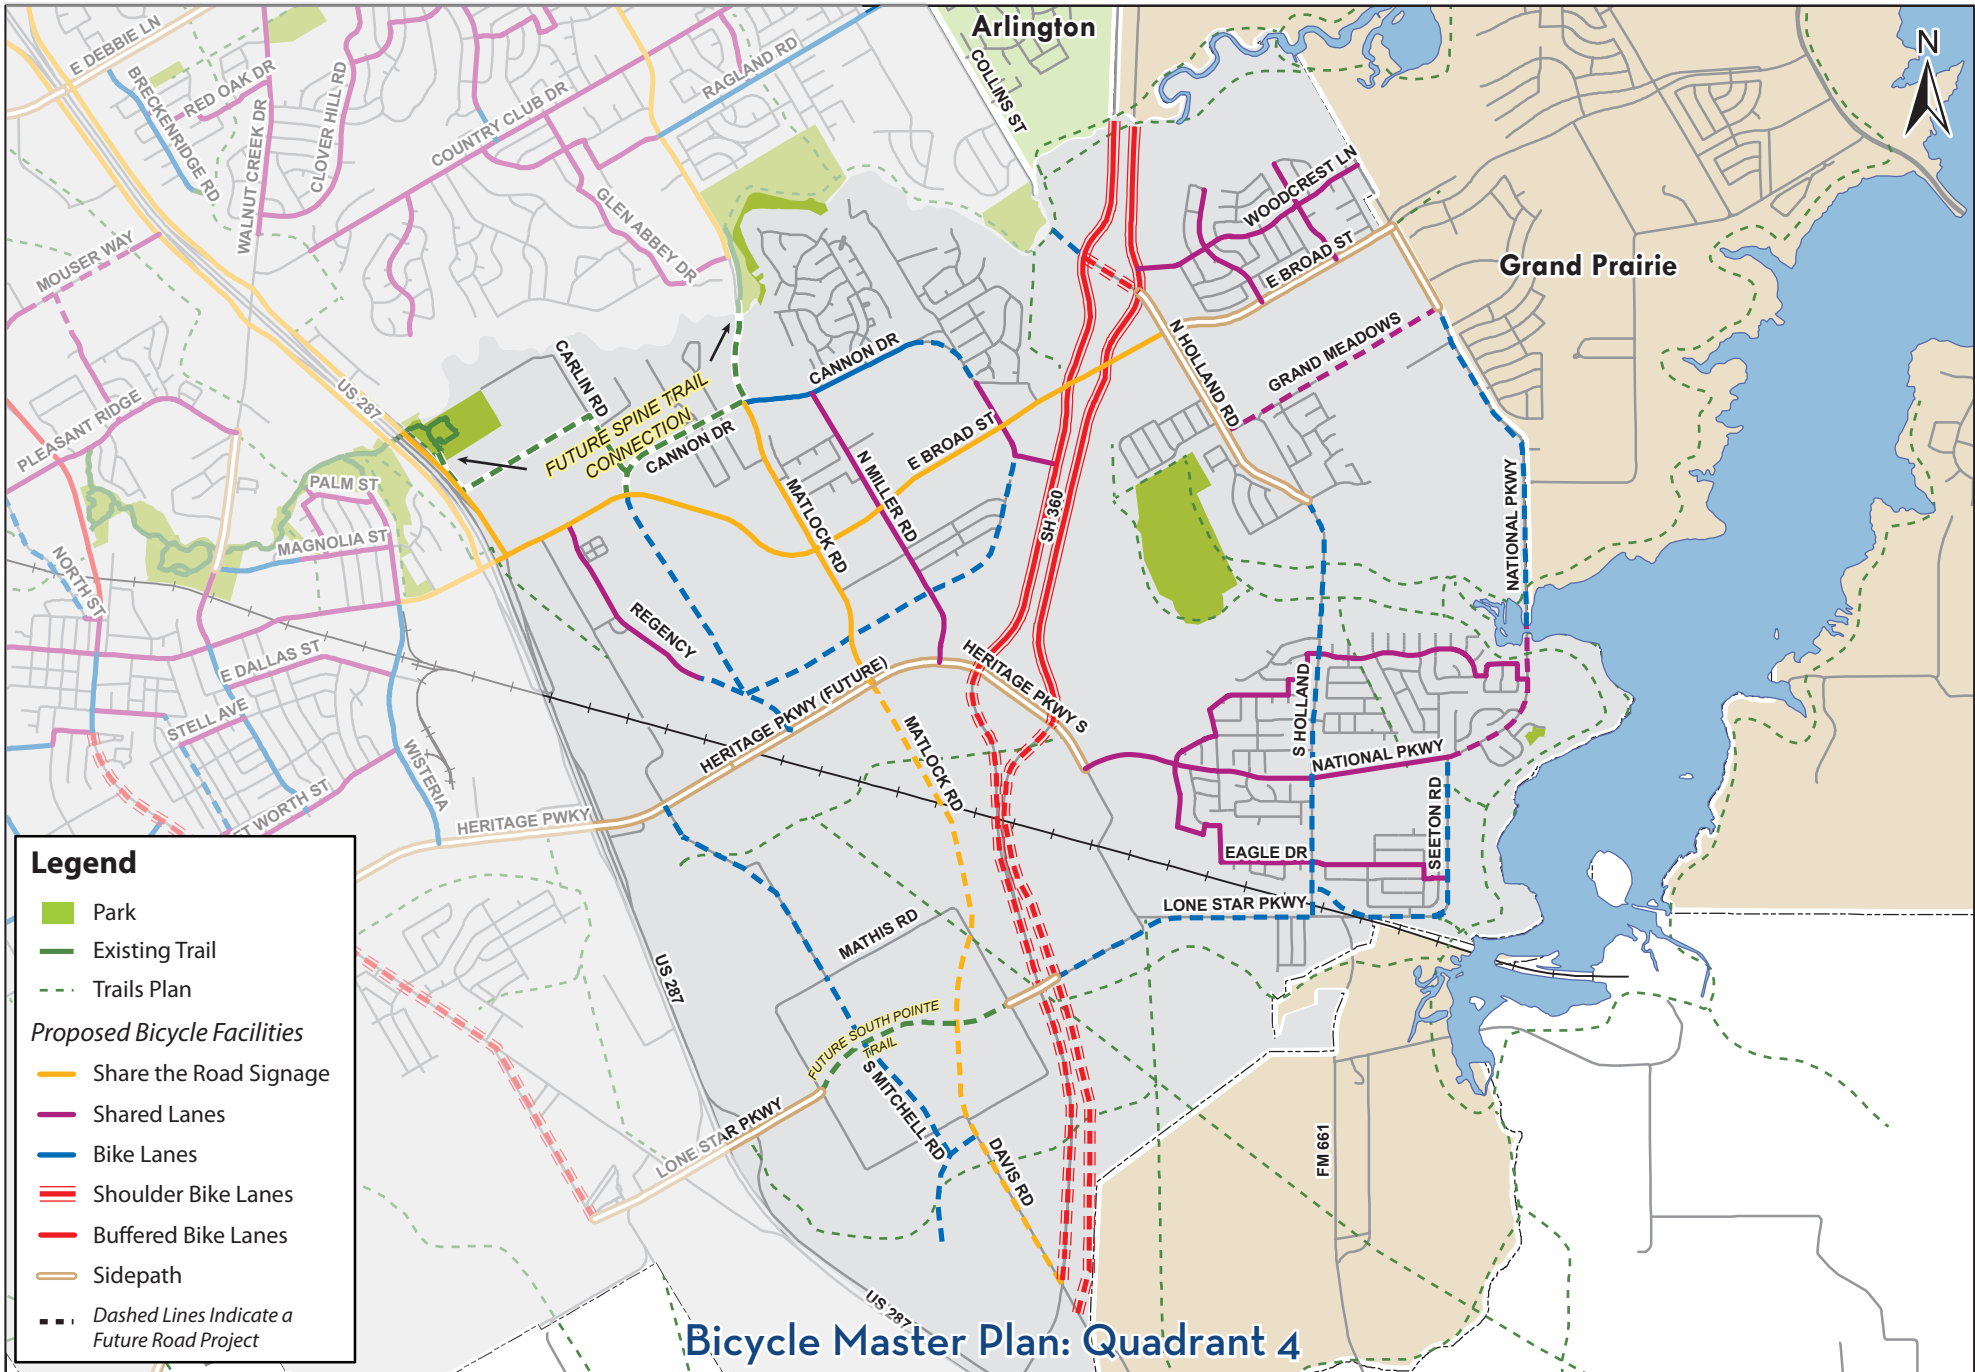 Arlington
COLLINS ST
N
E DEBBIE LN
BRECKENRIDGE RD
RED OAK DR
WALNUT CREEK DR
CLOVER HILL RD
COUNTRY CLUB DR
RAGLAND RD
GLEN ABBEY DR
MOUSER WAY
WOODCREST LN
E BROAD ST
Grand Prairie
N HOLLAND RD
GRAND MEADOWS
US 287
CARLIN RD
FUTURE SPINE TRAIL
CONNECTION
CANNON DR
CANNON DR
E BROAD ST
N MILLER RD
MATLOCK RD
PLEASANT RIDGE
PALM ST
MAGNOLIA ST
NORTH ST
SH 360
NATIONAL PKWY
REGENCY
E DALLAS ST
STELL AVE
WISTERIA
HERITAGE PKWY (FUTURE)
HERITAGE PKWY S
MATLOCK RD
S HOLLAND
NATIONAL PKWY
SEETON RD
EAGLE DR
LONE STAR PKWY
HERITAGE PWKY
ET WORTH ST
MATHIS RD
US 287
FUTURE SOUTH POINTE
TRAIL
S MITCHELL RD
LONE STAR PKWY
DAVIS RD
FM 661
US 287
Legend
Park
Existing Trail
Trails Plan
Proposed Bicycle Facilities
Share the Road Signage
Shared Lanes
Bike Lanes
Shoulder Bike Lanes
Buffered Bike Lanes
Sidepath
Dashed Lines Indicate a
Future Road Project
Bicycle Master Plan: Quadrant 4